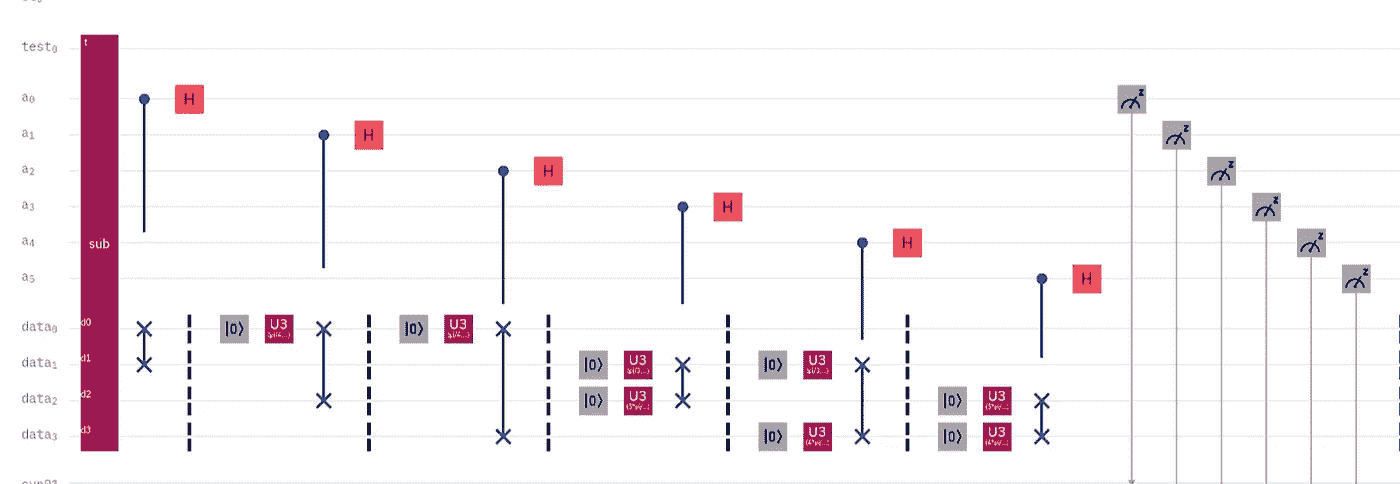 t
test₀
a₀ H
a₁ H
a₂ H
a₃ H
a₄ sub H
a₅ H
z z z z z z
data₀ d0 |0⟩ U3 |0⟩ U3
data₁ d1 |0⟩ U3 |0⟩ U3
data₂ d2 |0⟩ U3 |0⟩ U3
data₃ d3 |0⟩ U3 |0⟩ U3